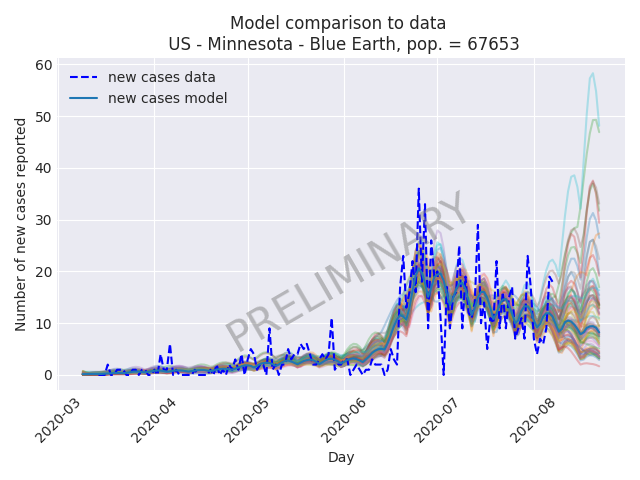 Model comparison to data
US - Minnesota - Blue Earth, pop. = 67653
new cases data
new cases model
PRELIMINARY
Number of new cases reported
60
50
40
30
20
10
0
2020-03
2020-04
2020-05
2020-06
2020-07
2020-08
Day